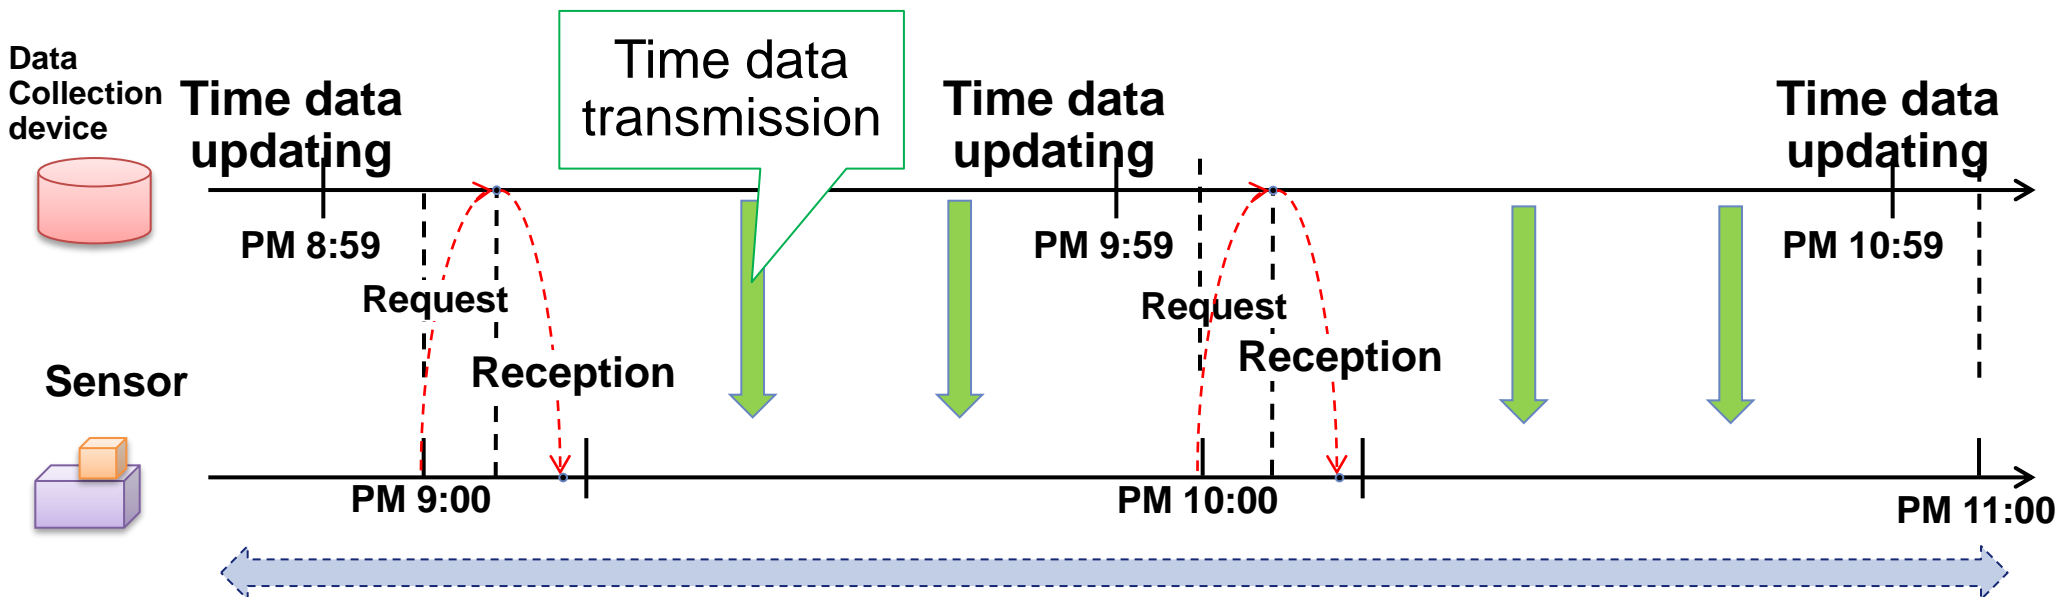 Data
Collection
device
Time data
updating
Time data
transmission
Time data
updating
Time data
updating
PM 8:59
PM 9:59
PM 10:59
Request
Reception
Request
Reception
Sensor
PM 9:00
PM 10:00
PM 11:00